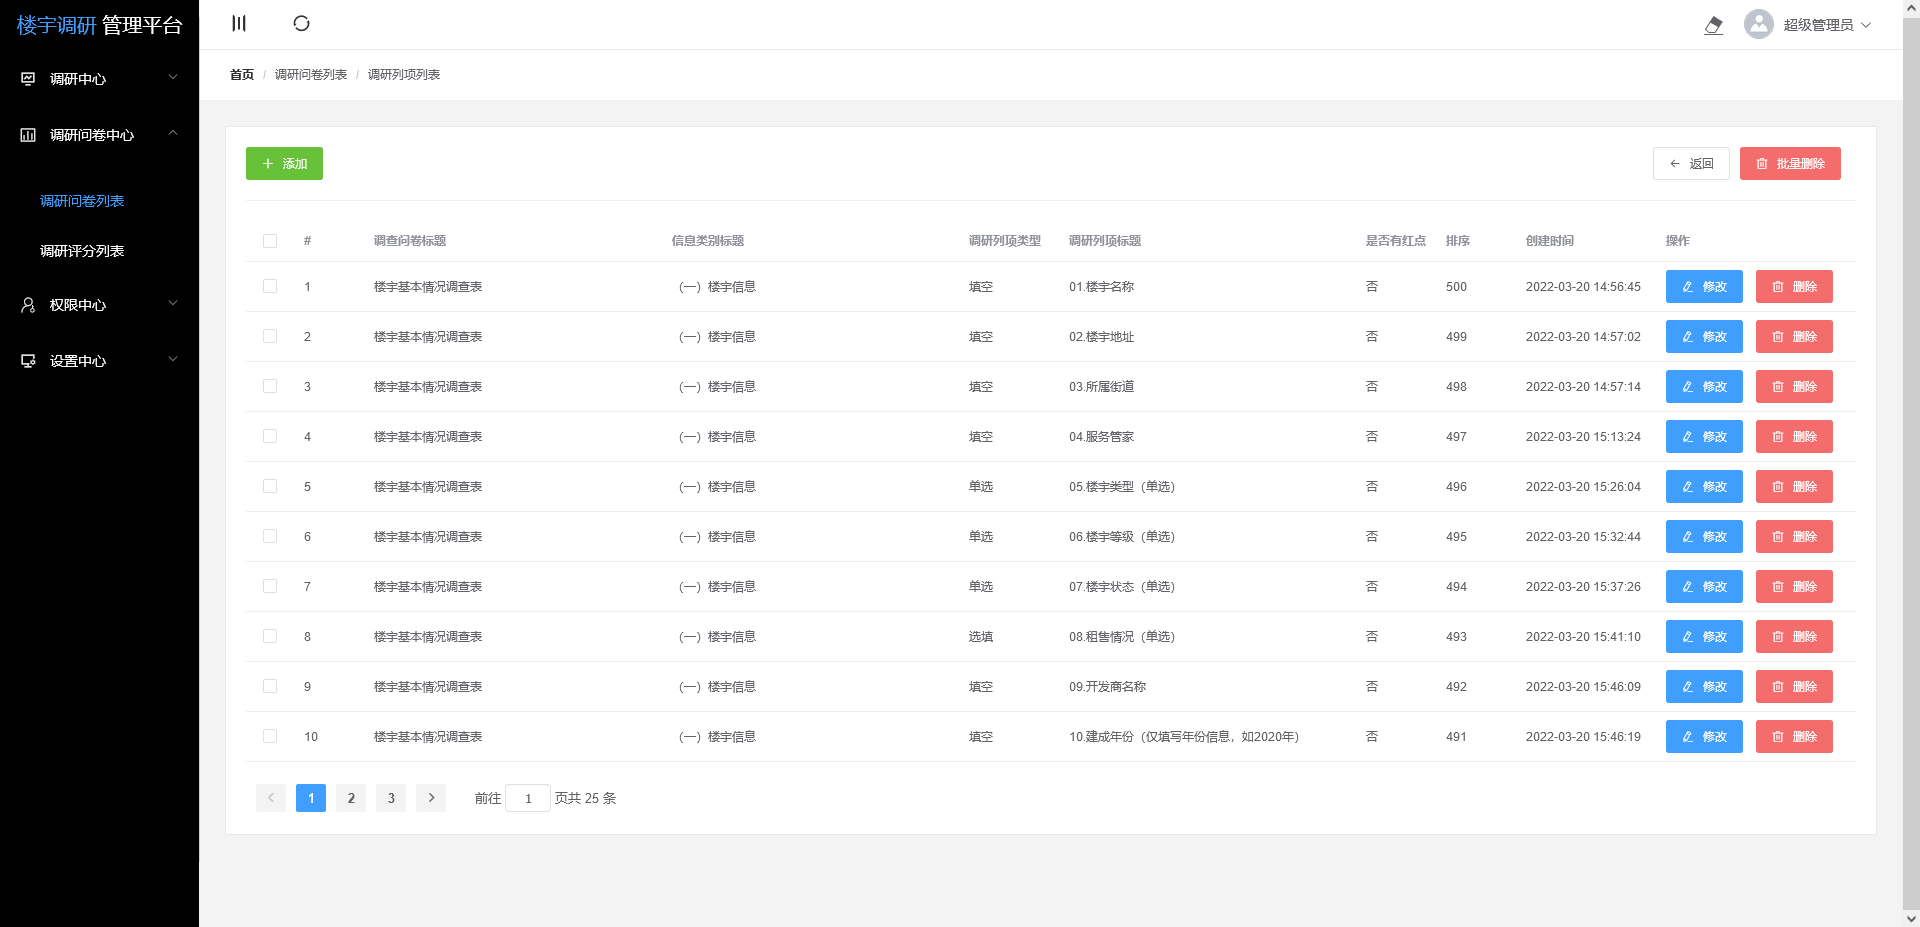 楼宇调研 管理平台
超级管理员
调研中心
调研问卷中心
调研问卷列表
调研评分列表
权限中心
设置中心
首页 / 调研问卷列表 / 调研列项列表
添加 返回 批量删除
# 调查问卷标题 信息类别标题 调研列项类型 调研列项标题 是否有红点 排序 创建时间 操作
1 楼宇基本情况调查表 （一）楼宇信息 填空 01.楼宇名称 否 500 2022-03-20 14:56:45 修改 删除
2 楼宇基本情况调查表 （一）楼宇信息 填空 02.楼宇地址 否 499 2022-03-20 14:57:02 修改 删除
3 楼宇基本情况调查表 （一）楼宇信息 填空 03.所属街道 否 498 2022-03-20 14:57:14 修改 删除
4 楼宇基本情况调查表 （一）楼宇信息 填空 04.服务管家 否 497 2022-03-20 15:13:24 修改 删除
5 楼宇基本情况调查表 （一）楼宇信息 单选 05.楼宇类型（单选） 否 496 2022-03-20 15:26:04 修改 删除
6 楼宇基本情况调查表 （一）楼宇信息 单选 06.楼宇等级（单选） 否 495 2022-03-20 15:32:44 修改 删除
7 楼宇基本情况调查表 （一）楼宇信息 单选 07.楼宇状态（单选） 否 494 2022-03-20 15:37:26 修改 删除
8 楼宇基本情况调查表 （一）楼宇信息 选填 08.租售情况（单选） 否 493 2022-03-20 15:41:10 修改 删除
9 楼宇基本情况调查表 （一）楼宇信息 填空 09.开发商名称 否 492 2022-03-20 15:46:09 修改 删除
10 楼宇基本情况调查表 （一）楼宇信息 填空 10.建成年份（仅填写年份信息，如2020年） 否 491 2022-03-20 15:46:19 修改 删除
1 2 3 前往 1 页共 25 条